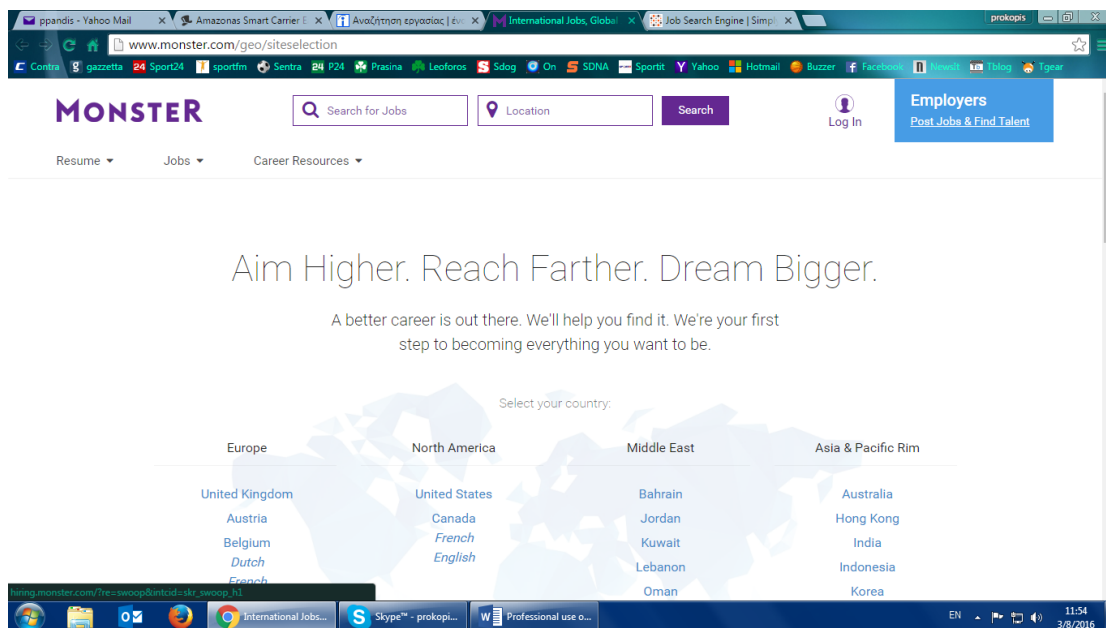 ppandis - Yahoo Mail
Amazonas Smart Carrier E
Αναζήτηση εργασίας | ένc
International Jobs, Global
Job Search Engine | Simpl
prokopis
www.monster.com/geo/siteselection
Contra gazzetta Sport24 sportfm Sentra P24 Prasina Leoforos Sdog On SDNA Sportit Yahoo Hotmail Buzzer Facebook NewsIt Tblog Tgear
MONSTER
Search for Jobs
Location
Search
Log In
Employers
Post Jobs & Find Talent
Resume Jobs Career Resources
Aim Higher. Reach Farther. Dream Bigger.
A better career is out there. We'll help you find it. We're your first
step to becoming everything you want to be.
Select your country:
Europe North America Middle East Asia & Pacific Rim
United Kingdom United States Bahrain Australia
Austria Canada Jordan Hong Kong
Belgium French Kuwait India
Dutch English Lebanon Indonesia
French Oman Korea
hiring.monster.com/?re=swoop&intcid=skr_swoop_h1
International Jobs... Skype™ - prokopi... Professional use o... EN 11:54
3/8/2016